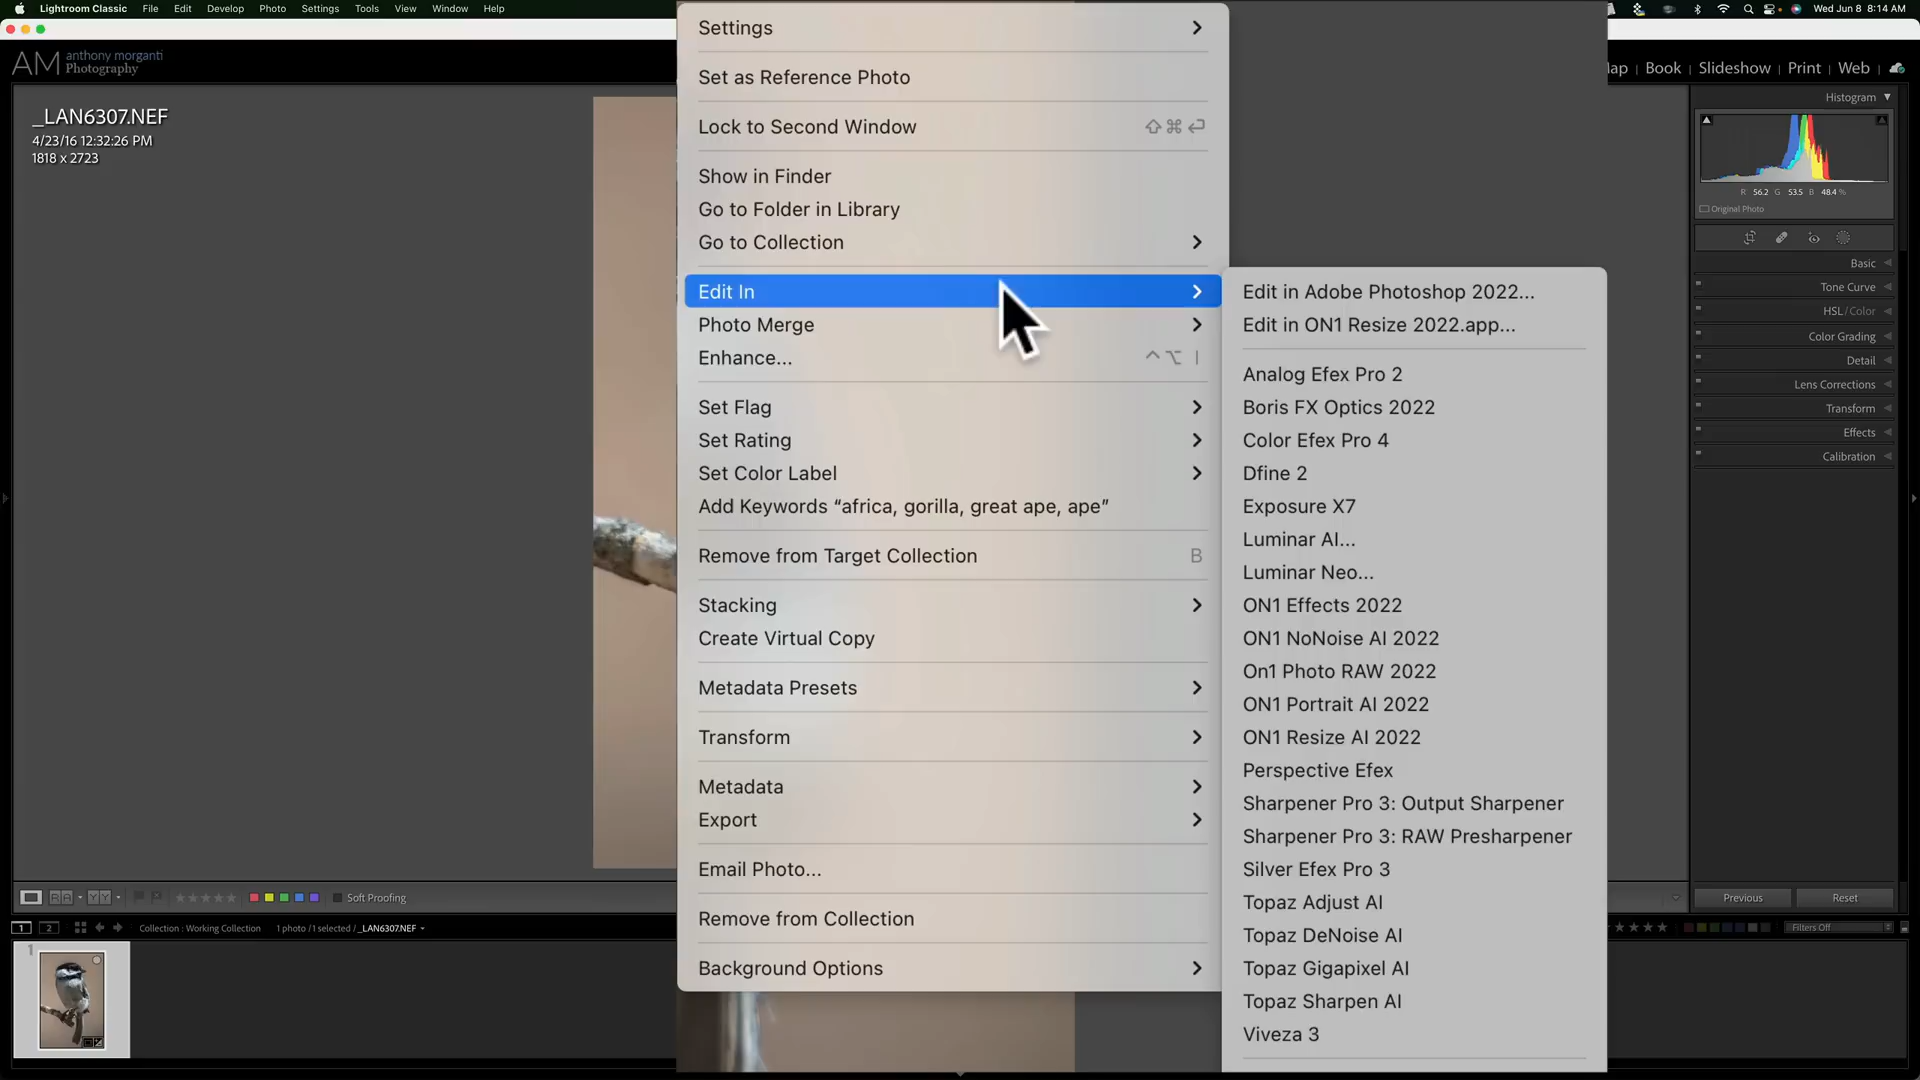 Lightroom Classic File Edit Develop Photo Settings Tools View Window Help
Wed Jun 8 8:14 AM
AM anthony morganti
Photography
Book | Slideshow | Print | Web
_LAN6307.NEF
4/23/16 12:32:26 PM
1818 x 2723
Settings
Set as Reference Photo
Lock to Second Window ⇧⌘↩
Show in Finder
Go to Folder in Library
Go to Collection
Edit In
Photo Merge
Enhance... ^⌥ I
Set Flag
Set Rating
Set Color Label
Add Keywords “africa, gorilla, great ape, ape”
Remove from Target Collection B
Stacking
Create Virtual Copy
Metadata Presets
Transform
Metadata
Export
Email Photo...
Remove from Collection
Background Options
Edit in Adobe Photoshop 2022...
Edit in ON1 Resize 2022.app...
Analog Efex Pro 2
Boris FX Optics 2022
Color Efex Pro 4
Dfine 2
Exposure X7
Luminar AI...
Luminar Neo...
ON1 Effects 2022
ON1 NoNoise AI 2022
On1 Photo RAW 2022
ON1 Portrait AI 2022
ON1 Resize AI 2022
Perspective Efex
Sharpener Pro 3: Output Sharpener
Sharpener Pro 3: RAW Presharpener
Silver Efex Pro 3
Topaz Adjust AI
Topaz DeNoise AI
Topaz Gigapixel AI
Topaz Sharpen AI
Viveza 3
Histogram
R 56.2 G 53.5 B 48.4 %
Original Photo
Basic
Tone Curve
HSL / Color
Color Grading
Detail
Lens Corrections
Transform
Effects
Calibration
Previous Reset
Soft Proofing
1 2 Collection : Working Collection 1 photo / 1 selected / _LAN6307.NEF
Filters Off
1